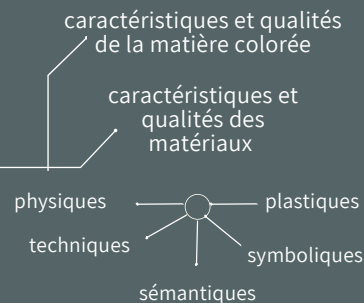 caractéristiques et qualités
de la matière colorée
caractéristiques et
qualités des
matériaux
physiques
plastiques
techniques
symboliques
sémantiques